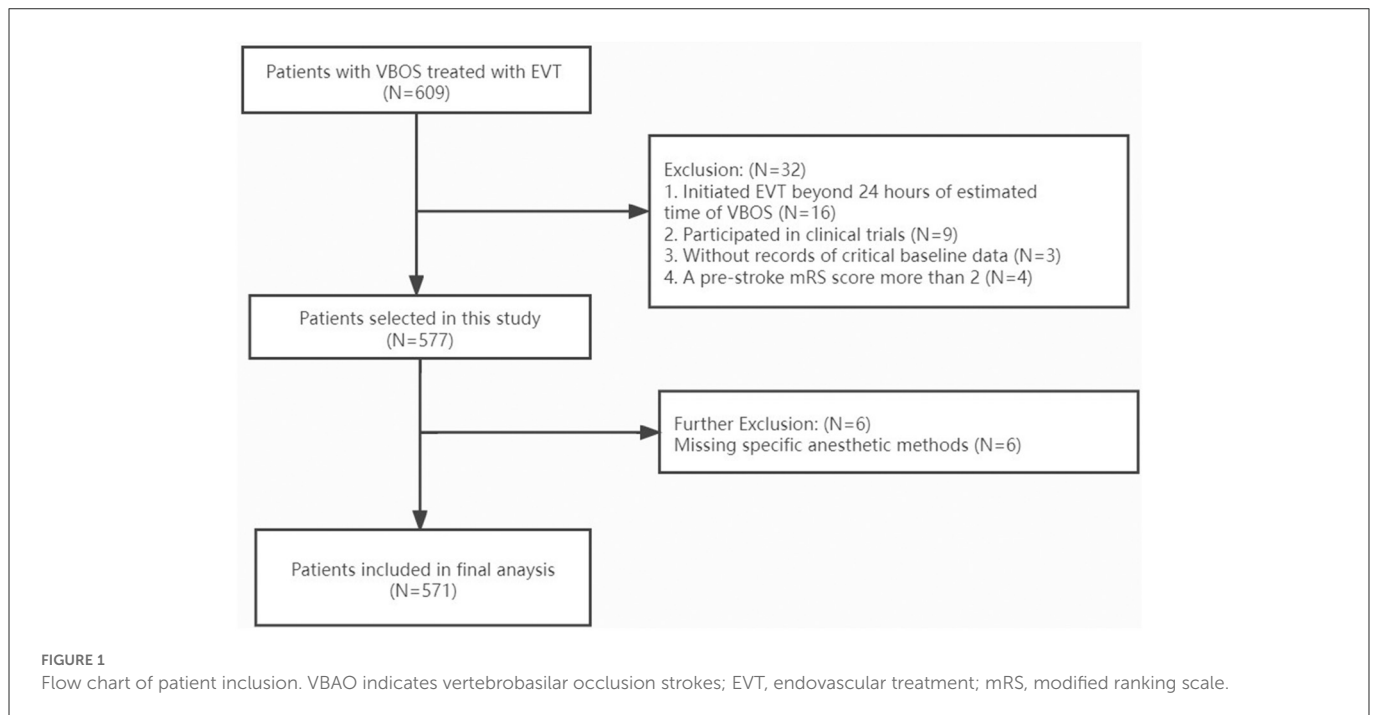 Patients with VBOS treated with EVT
(N=609)
Exclusion: (N=32)
1. Initiated EVT beyond 24 hours of estimated
time of VBOS (N=16)
2. Participated in clinical trials (N=9)
3. Without records of critical baseline data (N=3)
4. A pre-stroke mRS score more than 2 (N=4)
Patients selected in this study
(N=577)
Further Exclusion: (N=6)
Missing specific anesthetic methods (N=6)
Patients included in final anaysis
(N=571)
FIGURE 1
Flow chart of patient inclusion. VBAO indicates vertebrobasilar occlusion strokes; EVT, endovascular treatment; mRS, modified ranking scale.